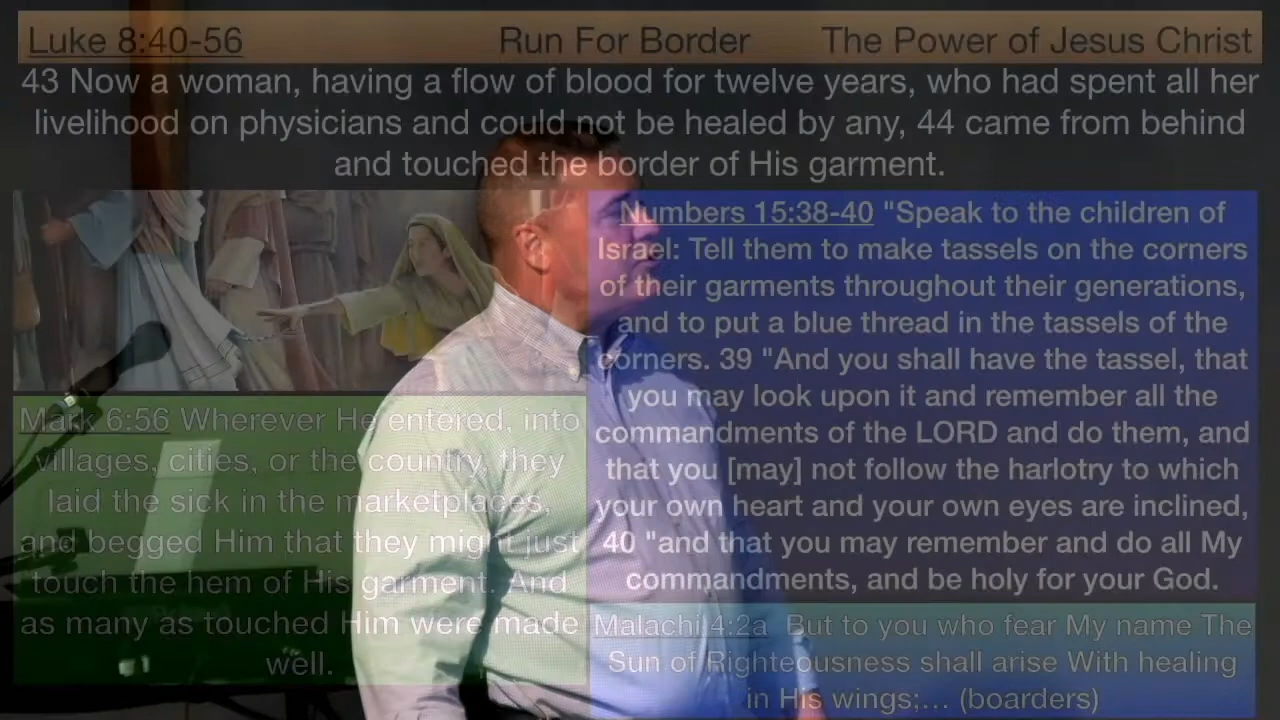 Luke 8:40-56 Run For Border The Power of Jesus Christ
43 Now a woman, having a flow of blood for twelve years, who had spent all her
livelihood on physicians and could not be healed by any, 44 came from behind
and touched the border of His garment.
Numbers 15:38-40 "Speak to the children of
Israel: Tell them to make tassels on the corners
of their garments throughout their generations,
and to put a blue thread in the tassels of the
corners. 39 "And you shall have the tassel, that
you may look upon it and remember all the
commandments of the LORD and do them, and
that you [may] not follow the harlotry to which
your own heart and your own eyes are inclined,
40 "and that you may remember and do all My
commandments, and be holy for your God.
Mark 6:56 Wherever He entered, into
villages, cities, or the country, they
laid the sick in the marketplaces,
and begged Him that they might just
touch the hem of His garment. And
as many as touched Him were made
well.
Malachi 4:2a But to you who fear My name The
Sun of Righteousness shall arise With healing
in His wings;... (boarders)